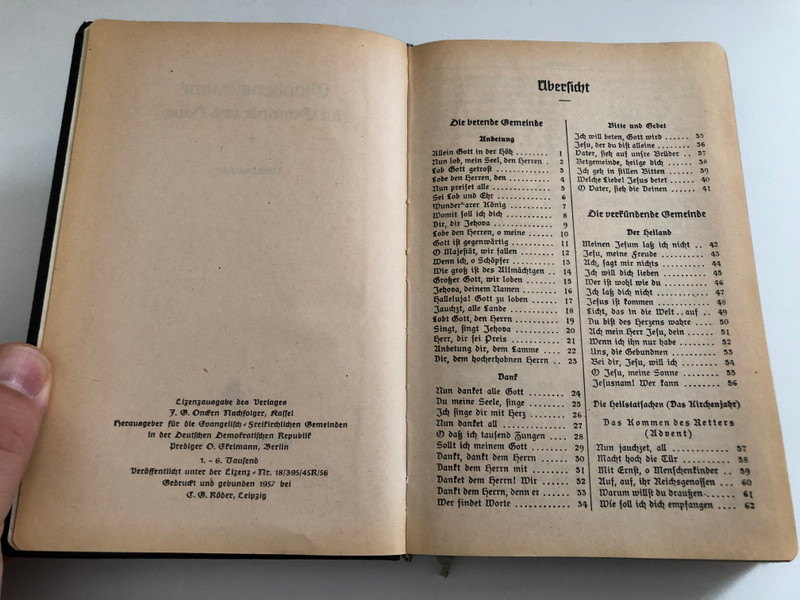 Lizenzausgabe des Verlages
J. G. Oncken Nachfolger, Kassel
Herausgeber für die Evangelisch-Freikirchlichen Gemeinden
in der Deutschen Demokratischen Republik
Prediger O. Ekelmann, Berlin
1. - 6. Tausend
Veröffentlicht unter der Lizenz-Nr. 18/395/45R/56
Gedruckt und gebunden 1957 bei
C. G. Röder, Leipzig
Übersicht
Die betende Gemeinde
Anbetung
Allein Gott in der Höh 1
Nun lob, mein Seel, den Herren 2
Lob Gott getrost 3
Lobe den Herren, den 4
Nun preiset alle 5
Sei Lob und Ehr 6
Wunderbarer König 7
Womit soll ich dich 8
Dir, dir Jehova 9
Lobe den Herren, o meine 10
Gott ist gegenwärtig 11
O Majestät, wir fallen 12
Wenn ich, o Schöpfer 13
Wie groß ist des Allmächtgen 14
Großer Gott, wir loben 15
Jehova, deinem Namen 16
Halleluja! Gott zu loben 17
Jauchzt, alle Lande 18
Lobt Gott, den Herrn 19
Singt, singt Jehova 20
Herr, dir sei Preis 21
Anbetung dir, dem Lamme 22
Dir, dem hocherhobnen Herrn 23
Dank
Nun danket alle Gott 24
Du meine Seele, singe 25
Ich singe dir mit Herz 26
Nun danket all 27
O daß ich tausend Zungen 28
Sollt ich meinem Gott 29
Dankt, dankt dem Herrn 30
Dankt dem Herrn mit 31
Danket dem Herrn! Wir 32
Dankt dem Herrn, denn er 33
Wer findet Worte 34
Bitte und Gebet
Ich will beten, Gott wird 35
Jesu, der du bist alleine 36
Vater, sieh auf unsre Brüder 37
Betgemeinde, heilge dich 38
Ich geh in stillen Bitten 39
Welche Liebe! Jesus betet 40
O Vater, sieh die Deinen 41
Die verkündende Gemeinde
Der Heiland
Meinen Jesum laß ich nicht 42
Jesu, meine Freude 43
Ach, sagt mir nichts 44
Ich will dich lieben 45
Wer ist wohl wie du 46
Ich laß dich nicht 47
Jesus ist kommen 48
Licht, das in die Welt . . auf 49
Du bist des Herzens wahre 50
Ach mein Herr Jesu, dein 51
Wenn ich ihn nur habe 52
Uns, die Gebundnen 53
Bei dir, Jesu, will ich 54
O Jesu, meine Sonne 55
Jesusnam! Wer kann 56
Die Heilstatsachen (Das Kirchenjahr)
Das Kommen des Retters
(Advent)
Nun jauchzet, all 57
Macht hoch die Tür 58
Mit Ernst, o Menschenkinder 59
Auf, auf, ihr Reichsgenossen 60
Warum willst du draußen 61
Wie soll ich dich empfangen 62